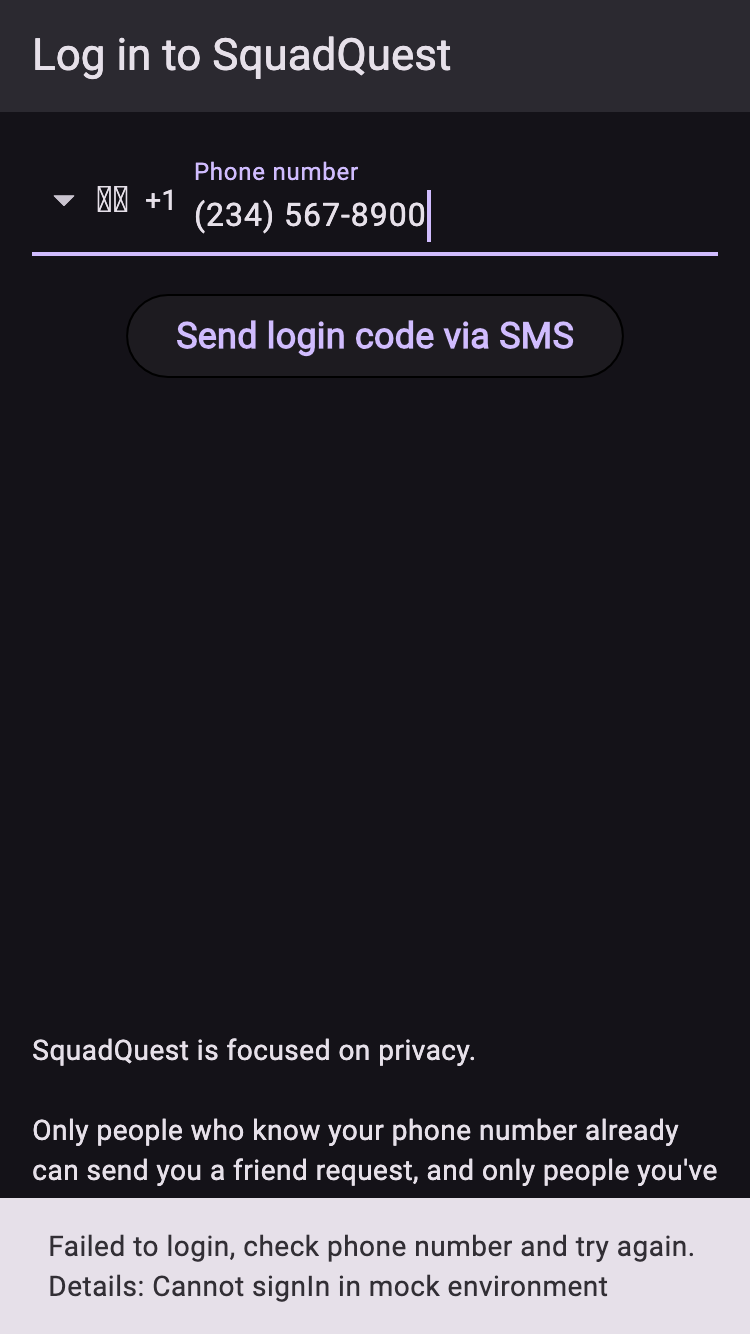 Log in to SquadQuest
Phone number
+1
(234) 567-8900
Send login code via SMS
SquadQuest is focused on privacy.
Only people who know your phone number already
can send you a friend request, and only people you've
Failed to login, check phone number and try again.
Details: Cannot signIn in mock environment